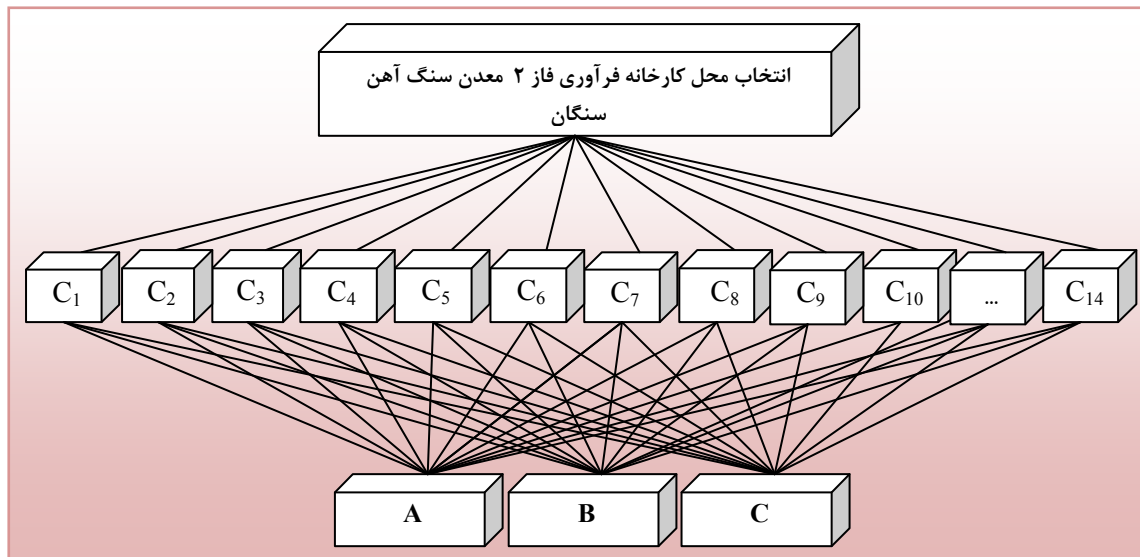 انتخاب محل کارخانه فرآوری فاز ۲ معدن سنگ آهن
سنگان
C₁ C₂ C₃ C₄ C₅ C₆ C₇ C₈ C₉ C₁₀ ... C₁₄
A B C